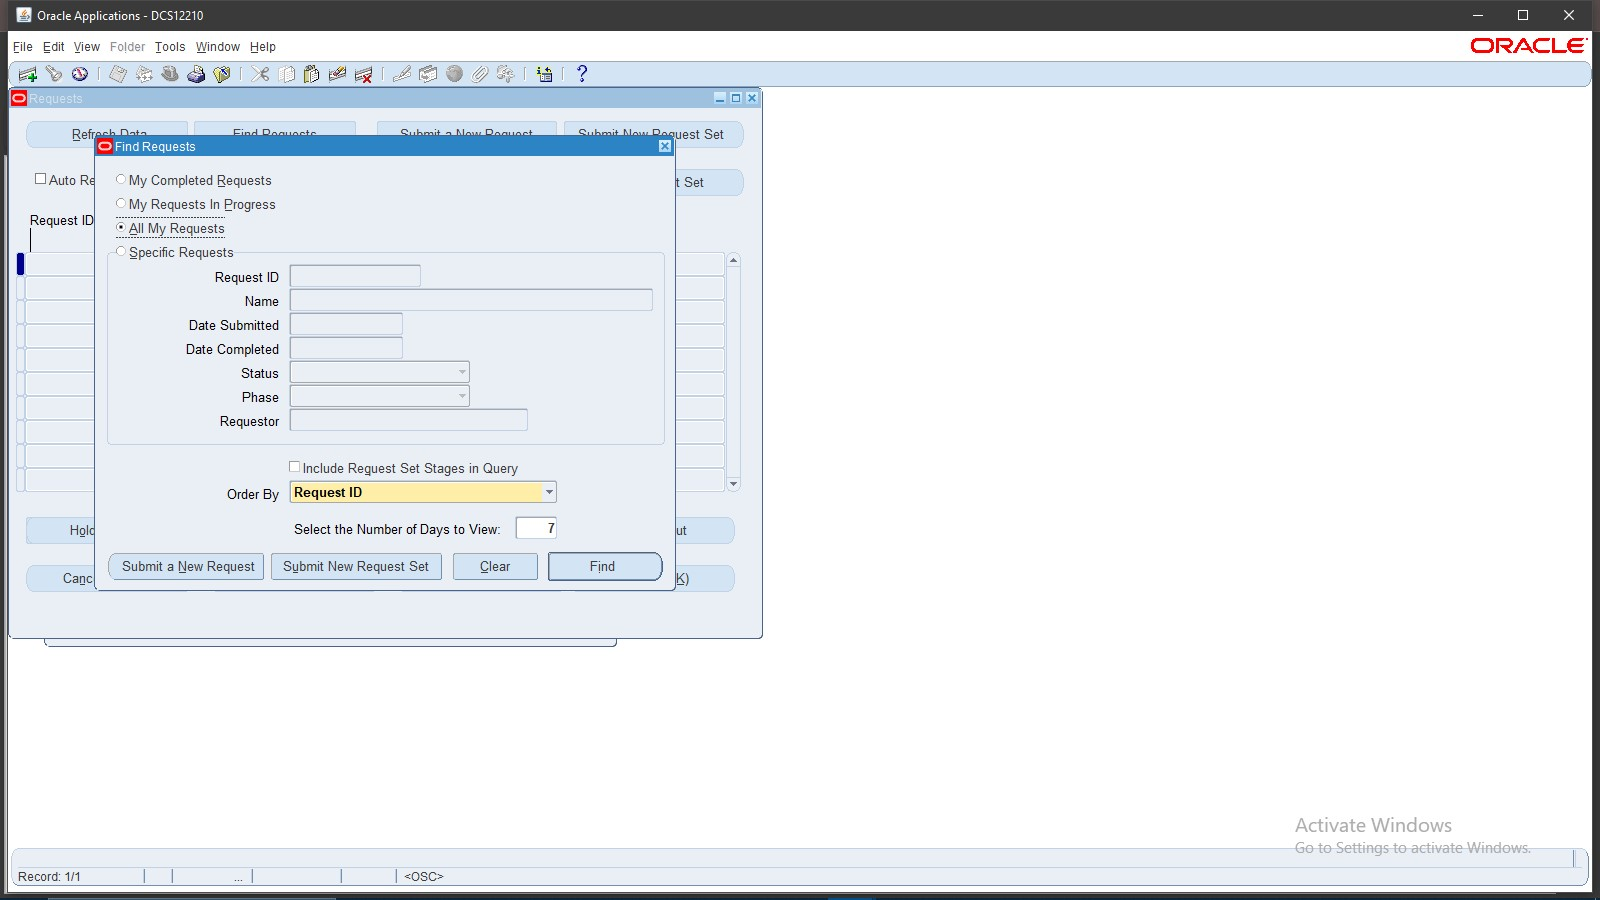 Oracle Applications - DCS12210
File Edit View Folder Tools Window Help
ORACLE
Requests
Refresh Data Find Requests Submit a New Request Submit New Request Set
Find Requests
Auto Re
t Set
My Completed Requests
My Requests In Progress
Request ID
All My Requests
Specific Requests
Request ID
Name
Date Submitted
Date Completed
Status
Phase
Requestor
Include Request Set Stages in Query
Order By Request ID
Select the Number of Days to View: 7
Hold
ut
Submit a New Request Submit New Request Set Clear Find
Canc
K)
Activate Windows
Go to Settings to activate Windows.
Record: 1/1 ... <OSC>